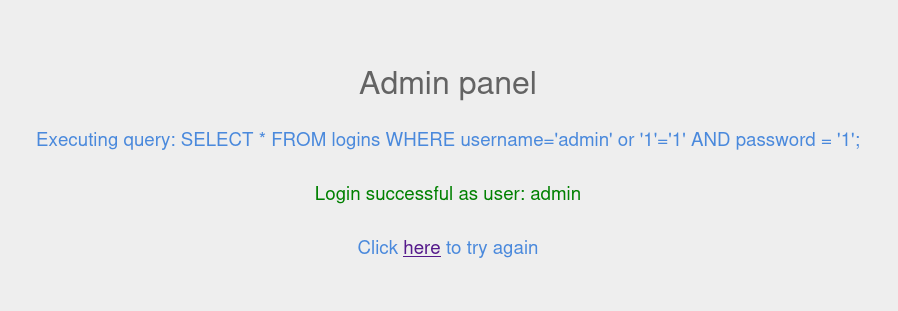 Admin panel
Executing query: SELECT * FROM logins WHERE username='admin' or '1'='1' AND password = '1';
Login successful as user: admin
Click here to try again